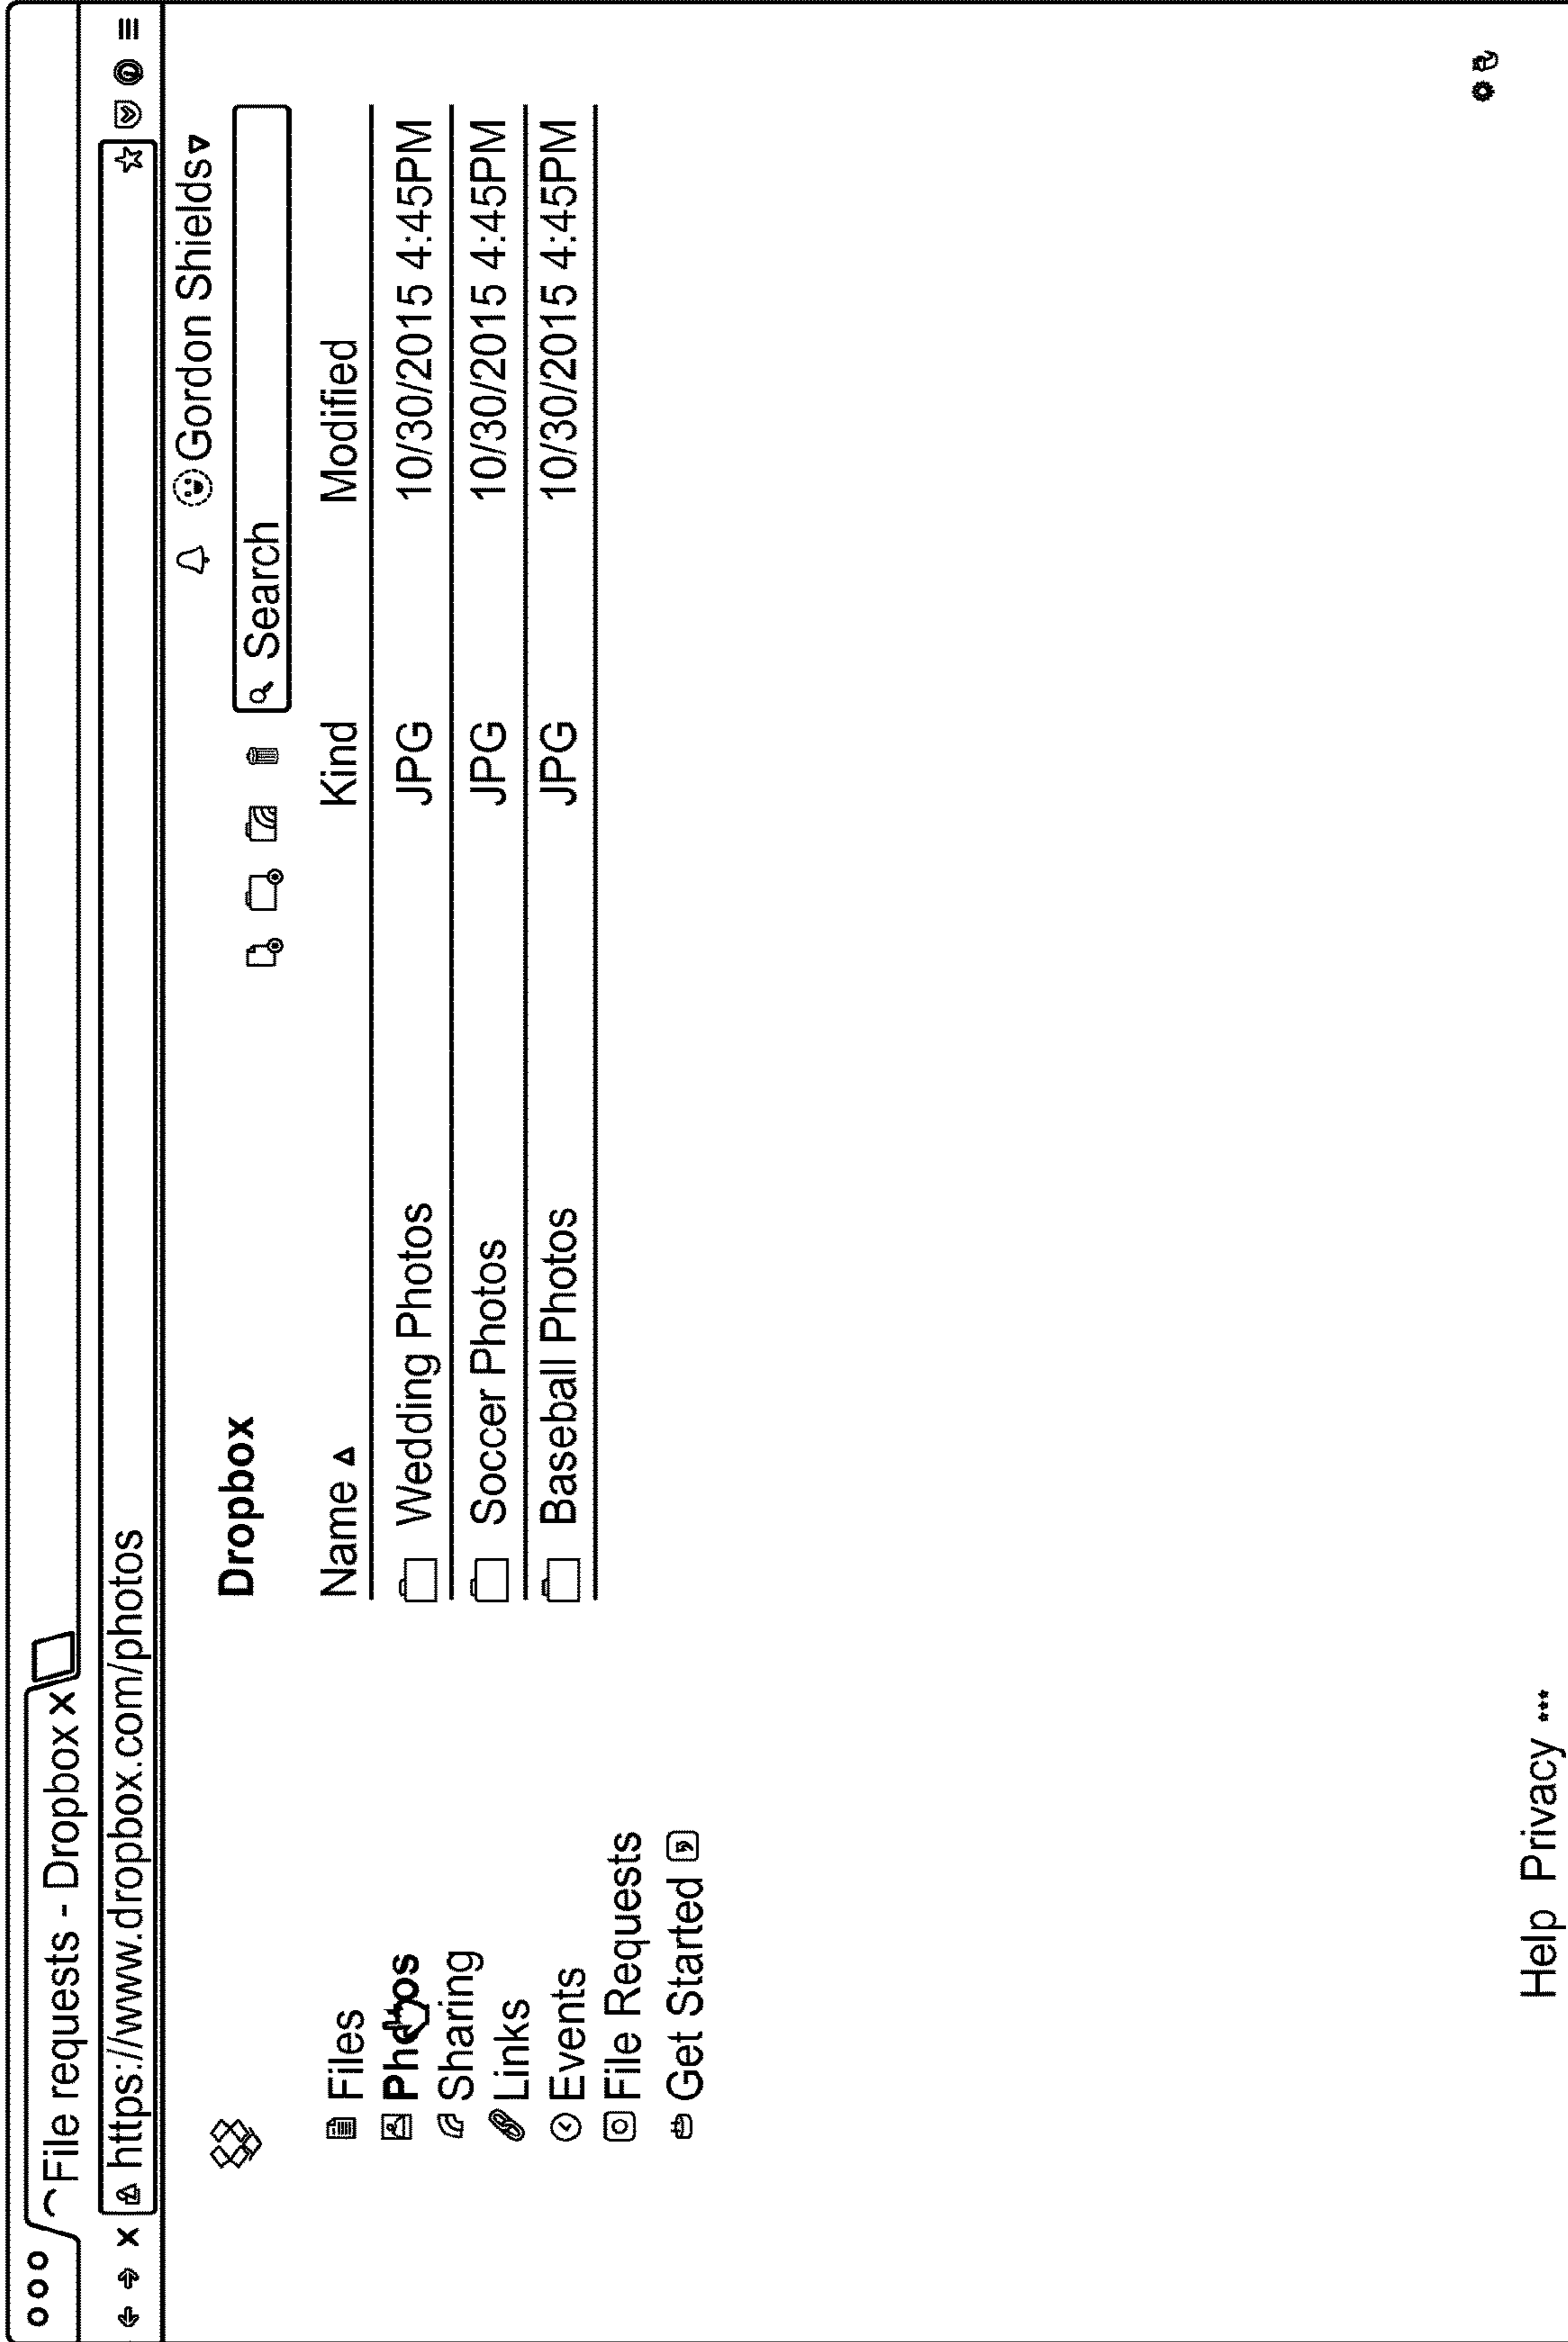 File requests - Dropbox X
https://www.dropbox.com/photos
Gordon Shields
Dropbox
Search
Name Kind Modified
Wedding Photos JPG 10/30/2015 4:45PM
Soccer Photos JPG 10/30/2015 4:45PM
Baseball Photos JPG 10/30/2015 4:45PM
Files
Photos
Sharing
Links
Events
File Requests
Get Started
Help Privacy ***